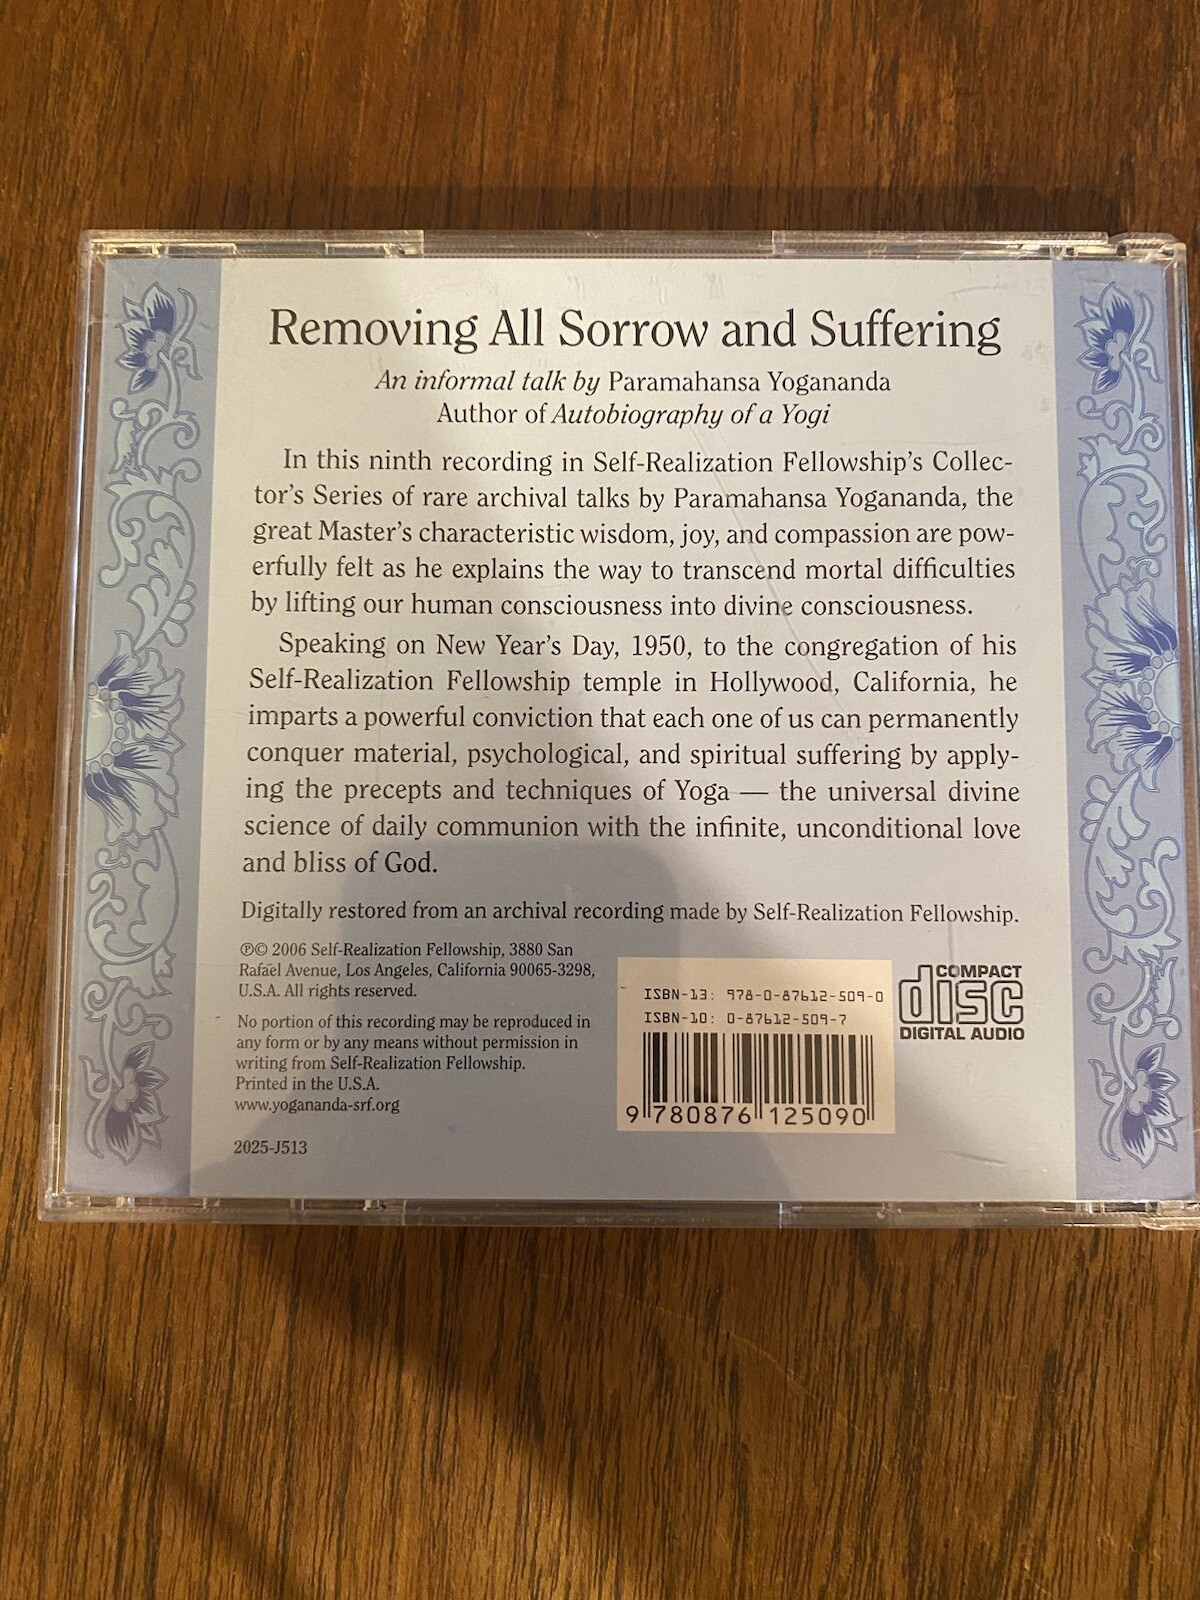 Removing All Sorrow and Suffering
An informal talk by Paramahansa Yogananda
Author of Autobiography of a Yogi
In this ninth recording in Self-Realization Fellowship's Collec-
tor's Series of rare archival talks by Paramahansa Yogananda, the
great Master's characteristic wisdom, joy, and compassion are pow-
erfully felt as he explains the way to transcend mortal difficulties
by lifting our human consciousness into divine consciousness.
Speaking on New Year's Day, 1950, to the congregation of his
Self-Realization Fellowship temple in Hollywood, California, he
imparts a powerful conviction that each one of us can permanently
conquer material, psychological, and spiritual suffering by apply-
ing the precepts and techniques of Yoga — the universal divine
science of daily communion with the infinite, unconditional love
and bliss of God.
Digitally restored from an archival recording made by Self-Realization Fellowship.
℗© 2006 Self-Realization Fellowship, 3880 San
Rafael Avenue, Los Angeles, California 90065-3298,
U.S.A. All rights reserved.
No portion of this recording may be reproduced in
any form or by any means without permission in
writing from Self-Realization Fellowship.
Printed in the U.S.A.
www.yogananda-srf.org
2025-J513
ISBN-13: 978-0-87612-509-0
ISBN-10: 0-87612-509-7
9 780876 125090
COMPACT
disc
DIGITAL AUDIO